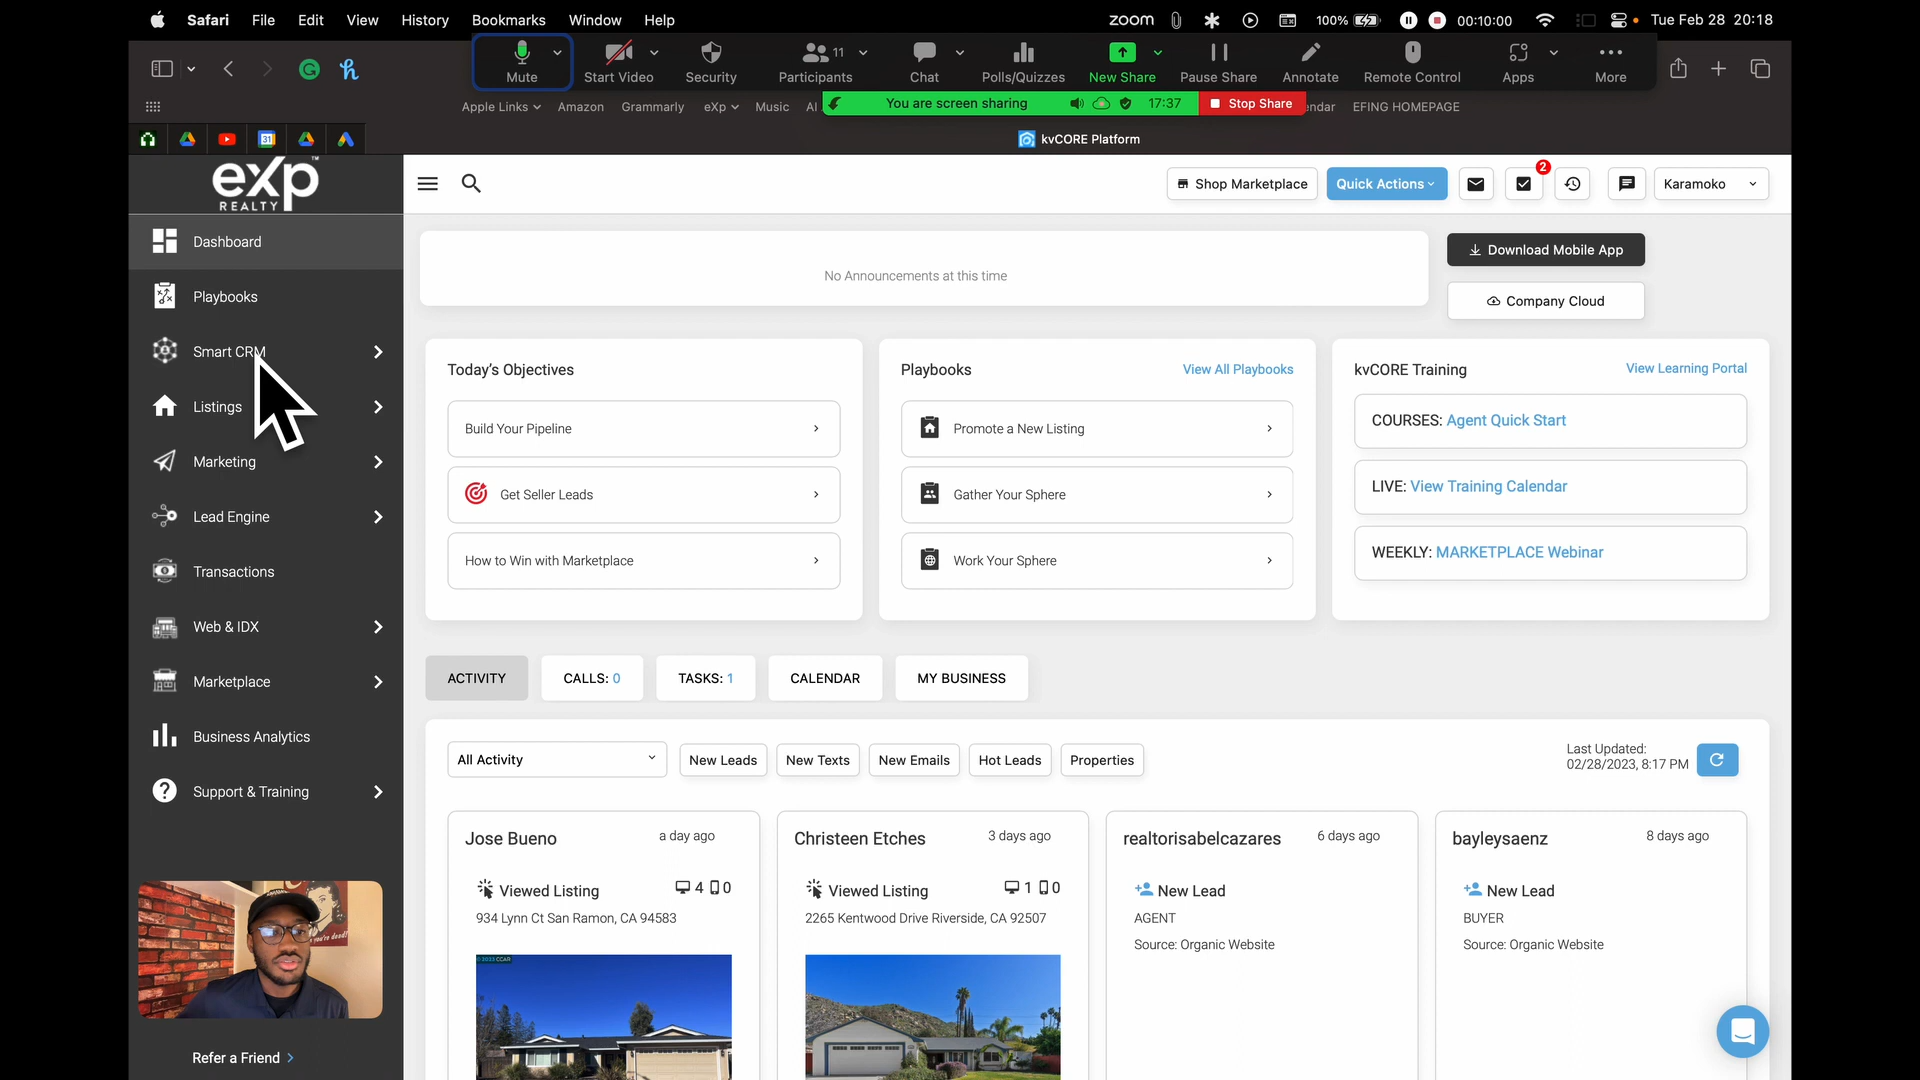 Safari File Edit View History Bookmarks Window Help zoom 100% 00:10:00 Tue Feb 28 20:18
Mute Start Video Security Participants 11 Chat Polls/Quizzes New Share Pause Share Annotate Remote Control Apps More
You are screen sharing 17:37 Stop Share
Apple Links Amazon Grammarly eXp Music AI endar EFING HOMEPAGE
31
kvCORE Platform
eXp™
REALTY
Shop Marketplace Quick Actions 2 Karamoko
Dashboard
Playbooks
Smart CRM
Listings
Marketing
Lead Engine
Transactions
Web & IDX
Marketplace
Business Analytics
Support & Training
Refer a Friend
No Announcements at this time
Download Mobile App
Company Cloud
Today's Objectives
Build Your Pipeline
Get Seller Leads
How to Win with Marketplace
Playbooks View All Playbooks
Promote a New Listing
Gather Your Sphere
Work Your Sphere
kvCORE Training View Learning Portal
COURSES: Agent Quick Start
LIVE: View Training Calendar
WEEKLY: MARKETPLACE Webinar
ACTIVITY CALLS: 0 TASKS: 1 CALENDAR MY BUSINESS
All Activity New Leads New Texts New Emails Hot Leads Properties
Last Updated:
02/28/2023, 8:17 PM
Jose Bueno a day ago
Viewed Listing 4 0
934 Lynn Ct San Ramon, CA 94583
©2023 CCAR
Christeen Etches 3 days ago
Viewed Listing 1 0
2265 Kentwood Drive Riverside, CA 92507
realtorisabelcazares 6 days ago
New Lead
AGENT
Source: Organic Website
bayleysaenz 8 days ago
New Lead
BUYER
Source: Organic Website
you're dead!